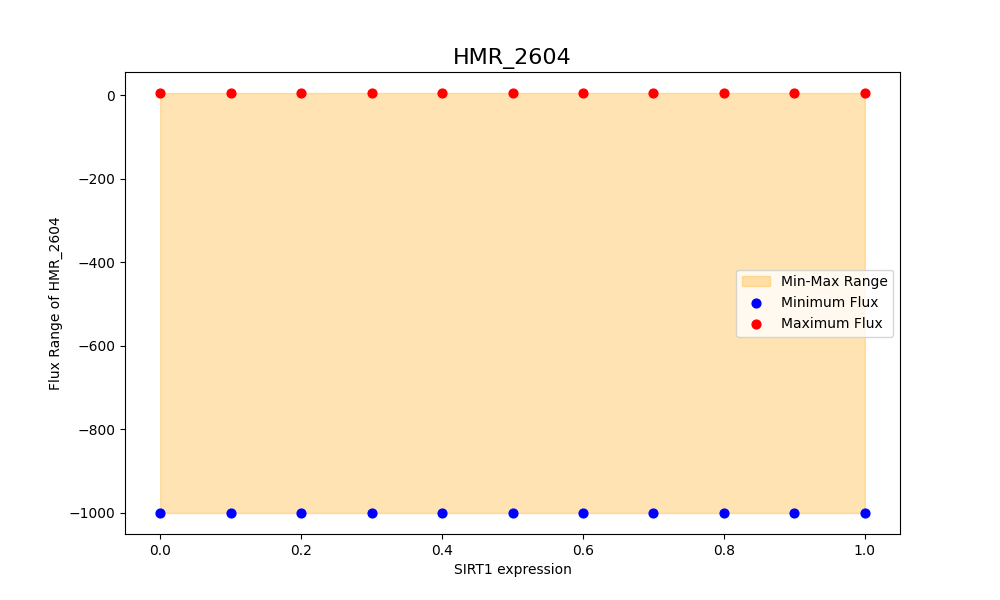 HMR_2604
Flux Range of HMR_2604
0
−200
−400
−600
−800
−1000
Min-Max Range
Minimum Flux
Maximum Flux
0.0 0.2 0.4 0.6 0.8 1.0
SIRT1 expression